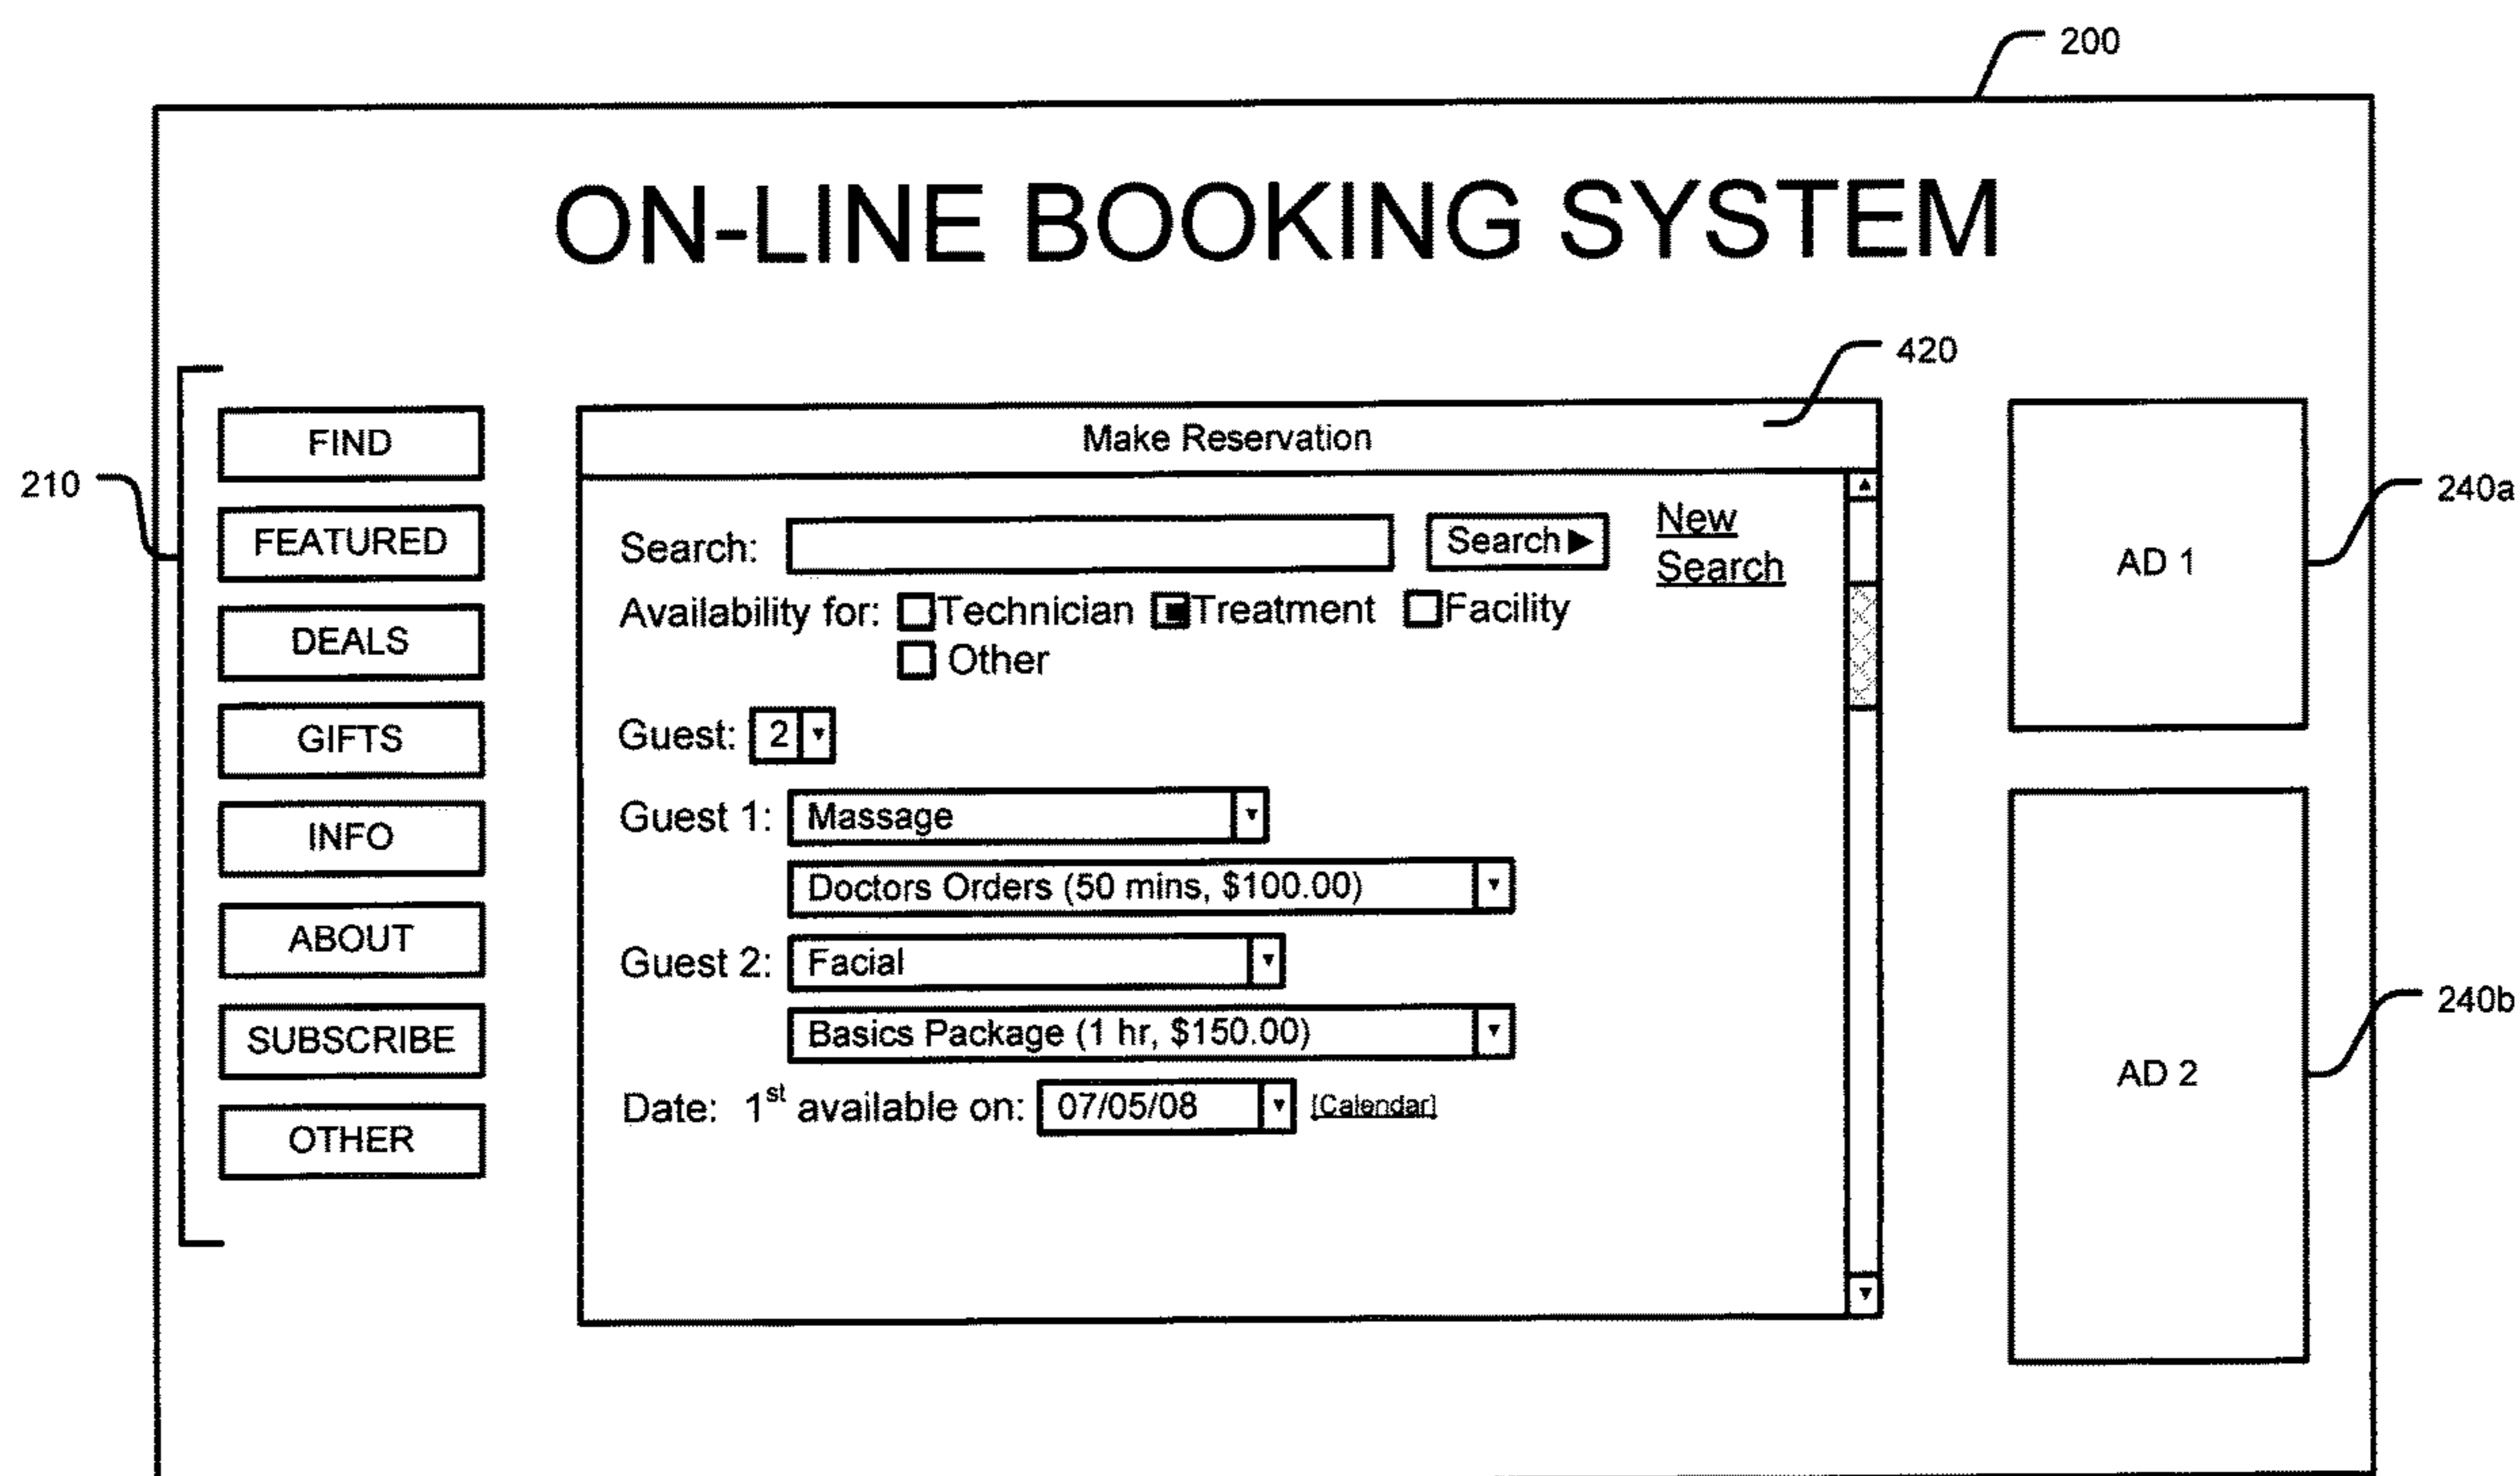 200
ON-LINE BOOKING SYSTEM
420
210
FIND
FEATURED
DEALS
GIFTS
INFO
ABOUT
SUBSCRIBE
OTHER
Make Reservation
Search: Search▶ New
Search
Availability for: Technician Treatment Facility
Other
Guest: 2
Guest 1: Massage
Doctors Orders (50 mins, $100.00)
Guest 2: Facial
Basics Package (1 hr, $150.00)
Date: 1st available on: 07/05/08 [Calendar]
AD 1
240a
AD 2
240b